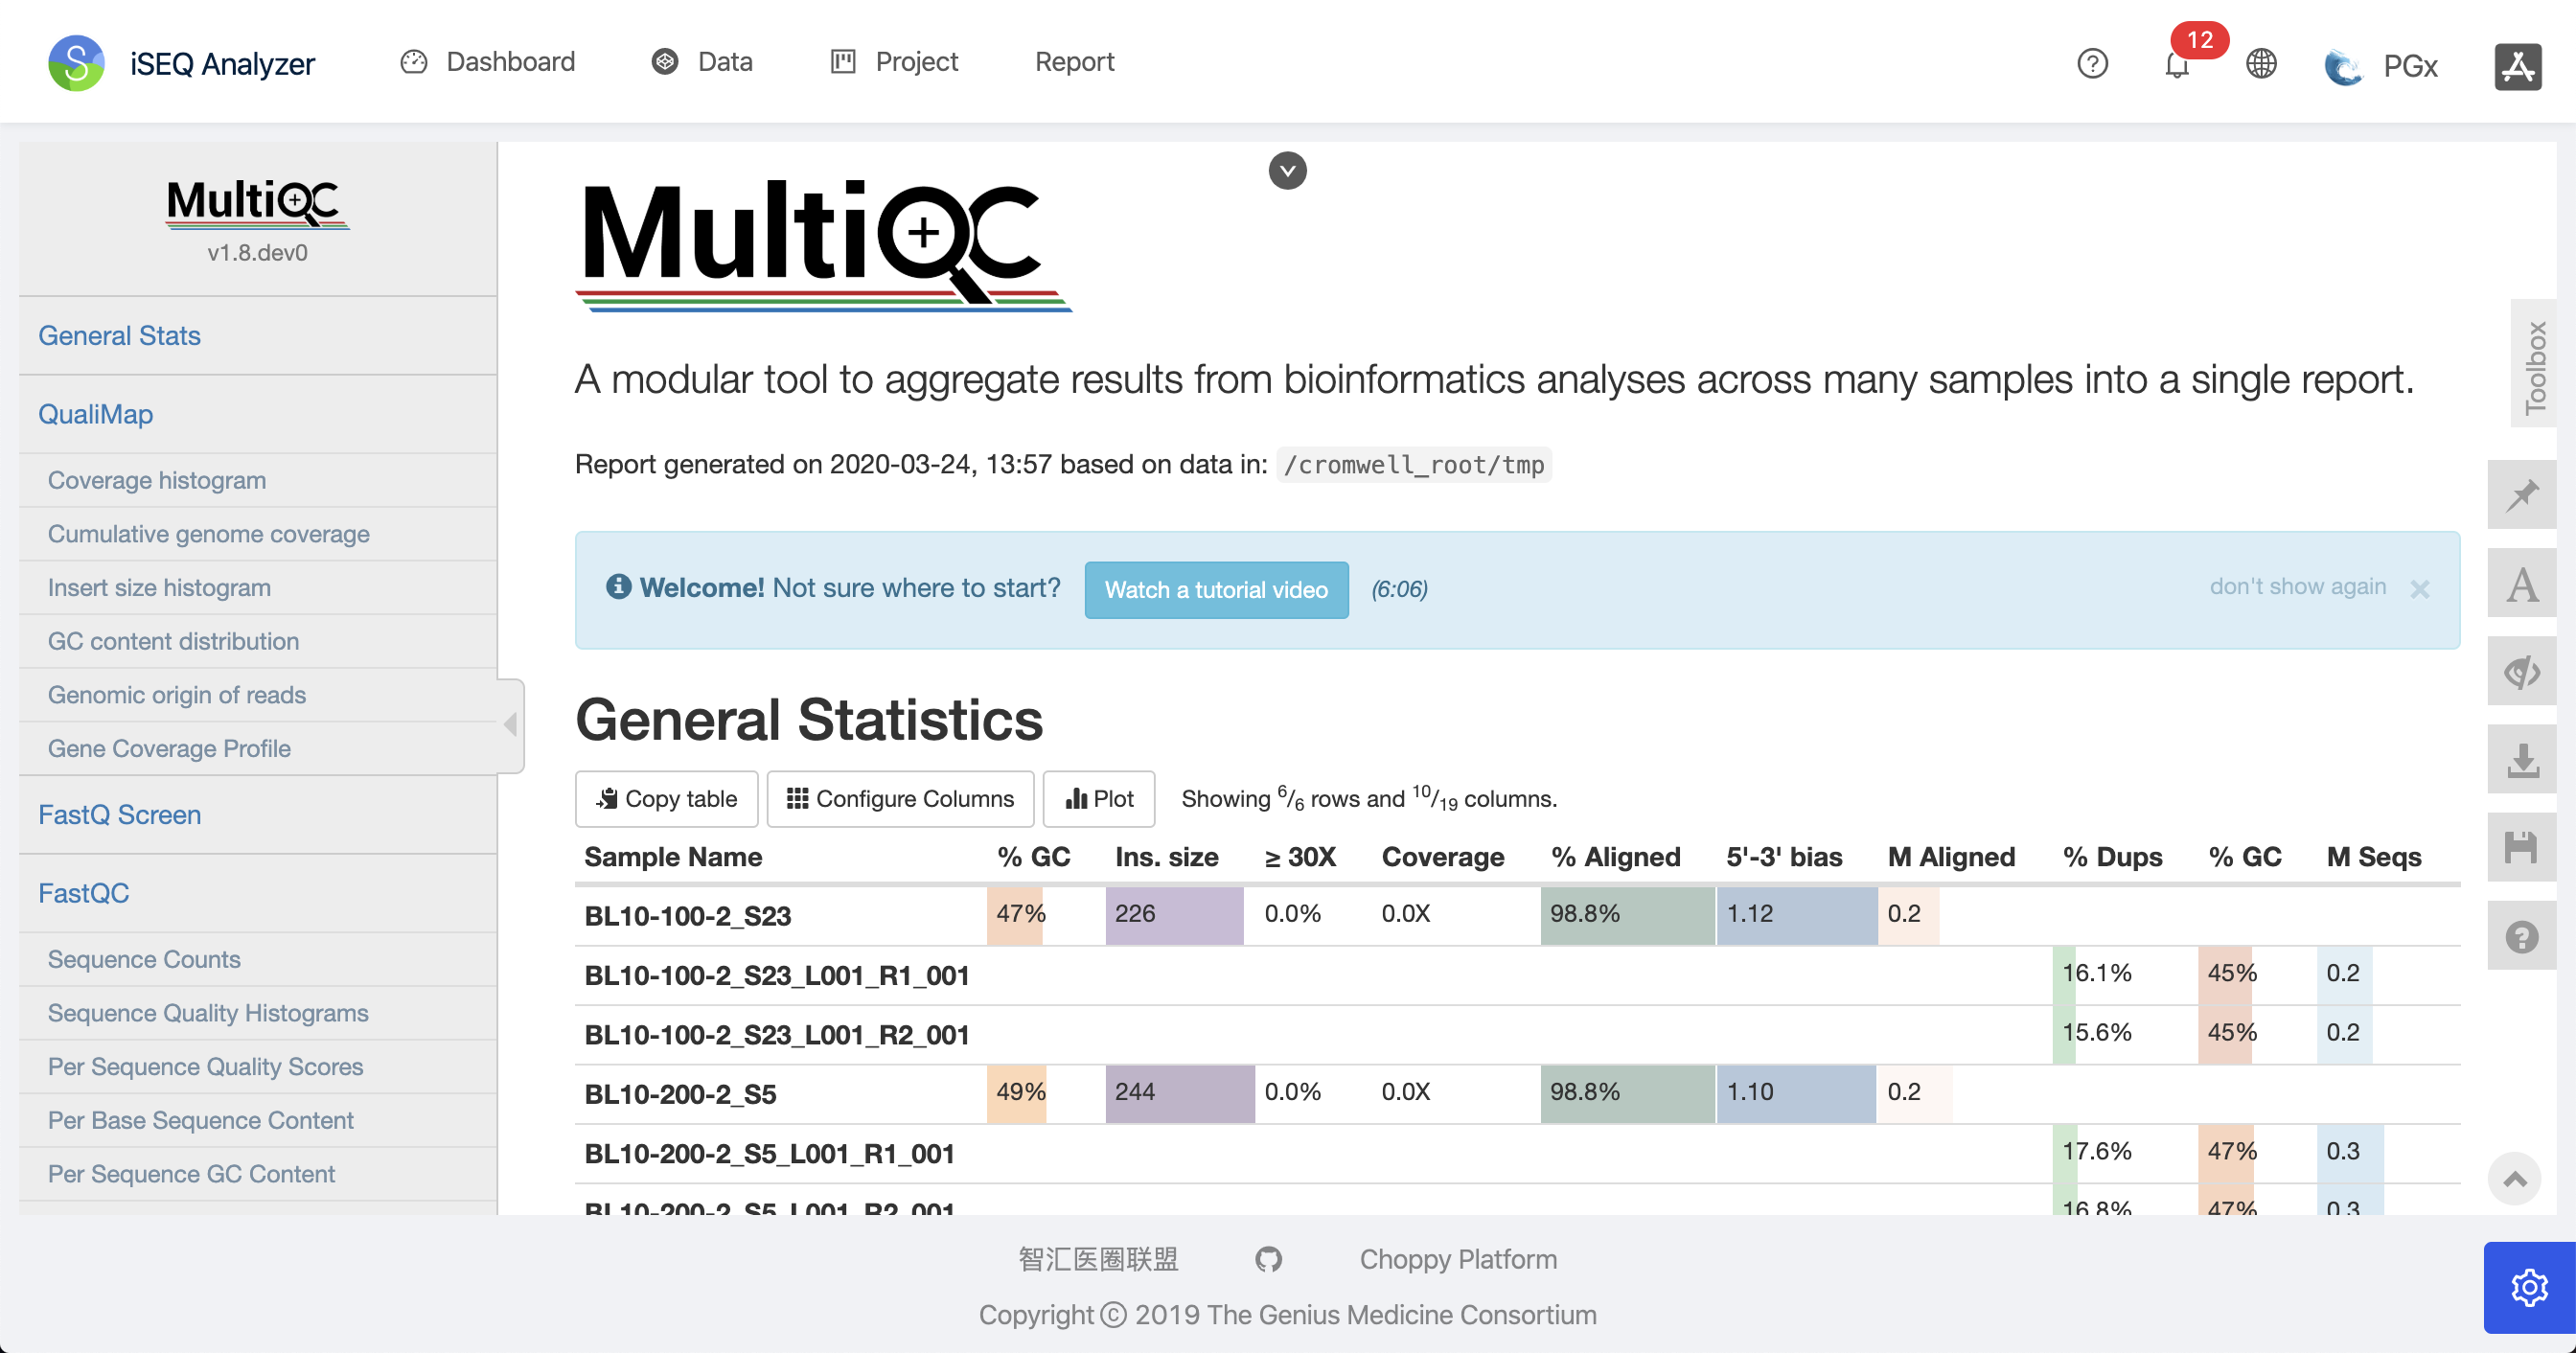 iSEQ Analyzer Dashboard Data Project Report 12 PGx
MultiQC
v1.8.dev0
General Stats
QualiMap
Coverage histogram
Cumulative genome coverage
Insert size histogram
GC content distribution
Genomic origin of reads
Gene Coverage Profile
FastQ Screen
FastQC
Sequence Counts
Sequence Quality Histograms
Per Sequence Quality Scores
Per Base Sequence Content
Per Sequence GC Content
MultiQC
A modular tool to aggregate results from bioinformatics analyses across many samples into a single report.
Report generated on 2020-03-24, 13:57 based on data in: /cromwell_root/tmp
Welcome! Not sure where to start? Watch a tutorial video (6:06) don't show again ×
General Statistics
Copy table Configure Columns Plot Showing 6/6 rows and 10/19 columns.
Sample Name % GC Ins. size ≥ 30X Coverage % Aligned 5'-3' bias M Aligned % Dups % GC M Seqs
BL10-100-2_S23 47% 226 0.0% 0.0X 98.8% 1.12 0.2
BL10-100-2_S23_L001_R1_001 16.1% 45% 0.2
BL10-100-2_S23_L001_R2_001 15.6% 45% 0.2
BL10-200-2_S5 49% 244 0.0% 0.0X 98.8% 1.10 0.2
BL10-200-2_S5_L001_R1_001 17.6% 47% 0.3
BL10-200-2_S5_L001_R2_001 16.8% 47% 0.3
Toolbox
A
智汇医圈联盟 Choppy Platform
Copyright © 2019 The Genius Medicine Consortium